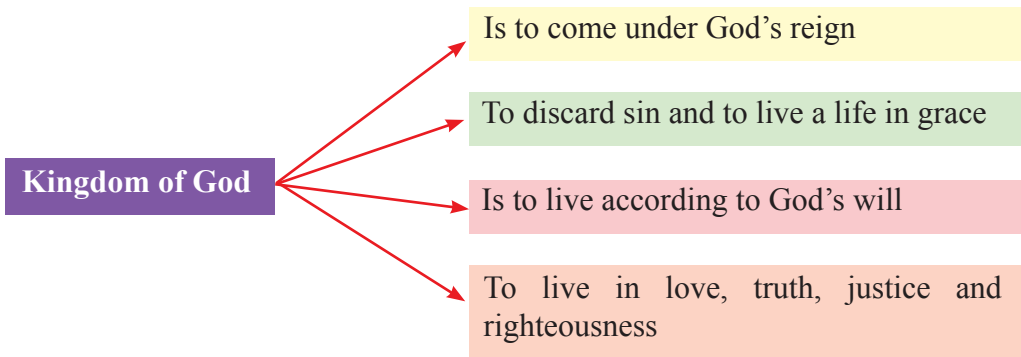 Is to come under God’s reign
To discard sin and to live a life in grace
Kingdom of God
Is to live according to God’s will
To live in love, truth, justice and
righteousness